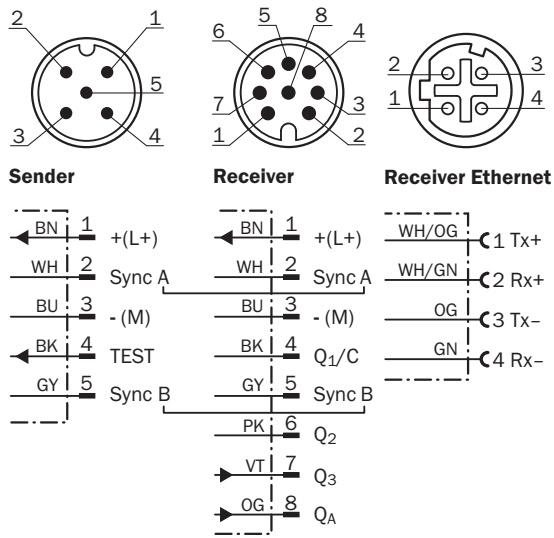 2 1 5 3 4
5 8 6 4 7 3 1 2
2 3 1 4
Sender
BN 1 +(L+)
WH 2 Sync A
BU 3 - (M)
BK 4 TEST
GY 5 Sync B
Receiver
BN 1 +(L+)
WH 2 Sync A
BU 3 - (M)
BK 4 Q1/C
GY 5 Sync B
PK 6 Q2
VT 7 Q3
OG 8 QA
Receiver Ethernet
WH/OG 1 Tx+
WH/GN 2 Rx+
OG 3 Tx–
GN 4 Rx–